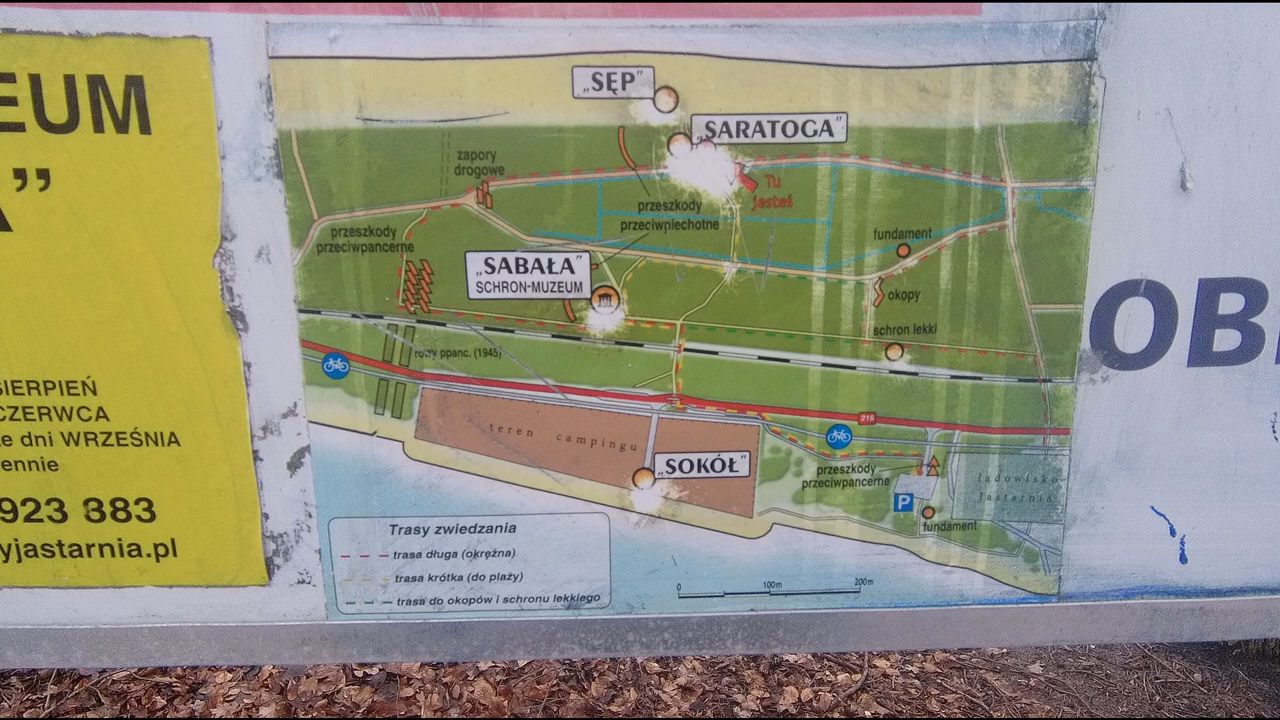 EUM
”
A
SIERPIEŃ
CZERWCA
że dni WRZEŚNIA
ennie
923 383
yjastarnia.pl
„SĘP”
„SARATOGA”
zapory
drogowe
Tu
jesteś
przeszkody
przeciwpiechotne
przeszkody
przeciwpancerne
fundament
„SABAŁA”
SCHRON-MUZEUM
okopy
schron lekki
rowy ppanc. (1945)
216
teren campingu
„SOKÓŁ”
przeszkody
przeciwpancerne
lądowisko
Jastarnia
P
fundament
Trasy zwiedzania
trasa długa (okrężna)
trasa krótka (do plaży)
trasa do okopów i schronu lekkiego
0 100m 200m
OB